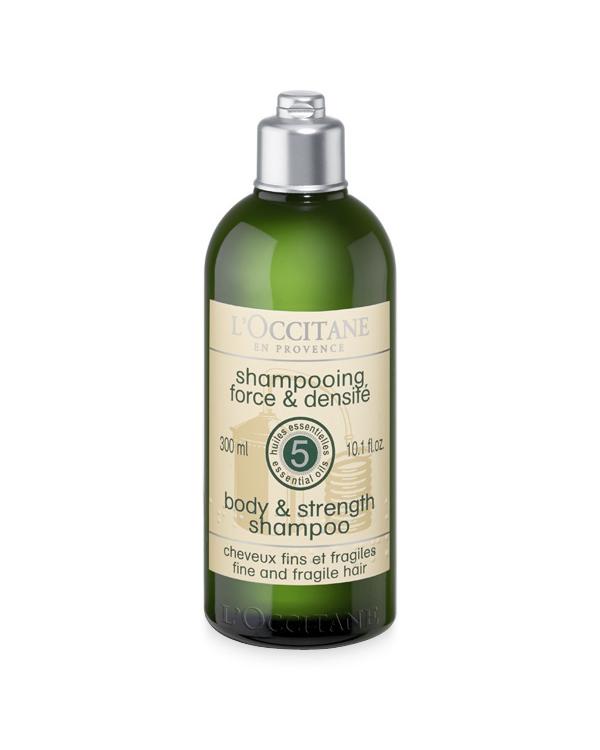 L'OCCITANE
EN PROVENCE
shampooing
force & densité
300 ml
huiles essentielles
5
essential oils
10.1 fl.oz.
body & strength
shampoo
cheveux fins et fragiles
fine and fragile hair
L'OCCITANE